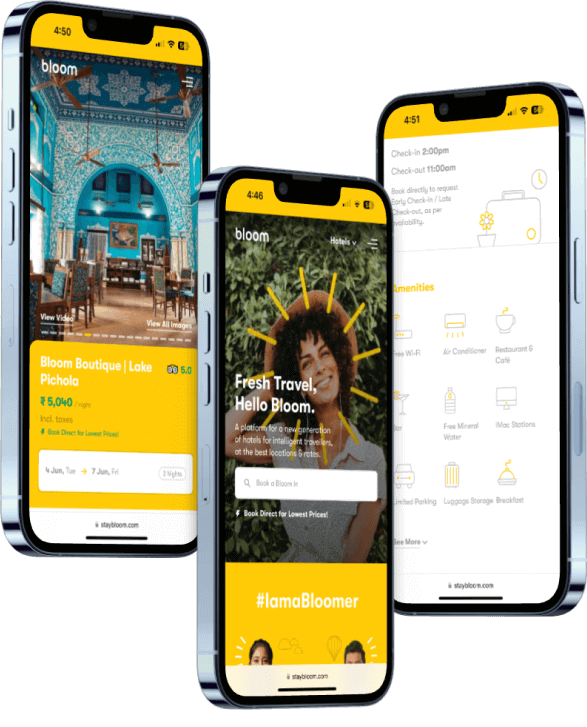 4:50
bloom
View Video
View All Images
Bloom Boutique | Lake
Pichola
5.0
₹ 5,040 / night
Incl. taxes
Book Direct for Lowest Prices!
4 Jun, Tue → 7 Jun, Fri
3 Nights
staybloom.com
4:46
bloom
Hotels
Fresh Travel,
Hello Bloom.
A platform for a new generation
of hotels for intelligent travellers,
at the best locations & rates.
Book a Bloom in
Book Direct for Lowest Prices!
#IamaBloomer
staybloom.com
4:51
Check-in 2:00pm
Check-out 11:00am
Book directly to request
Early Check-in / Late
Check-out, as per
availability.
Amenities
Free Wi-Fi
Air Conditioner
Restaurant &
Café
Bar
Free Mineral
Water
iMac Stations
Limited Parking
Luggage Storage
Breakfast
See More
staybloom.com